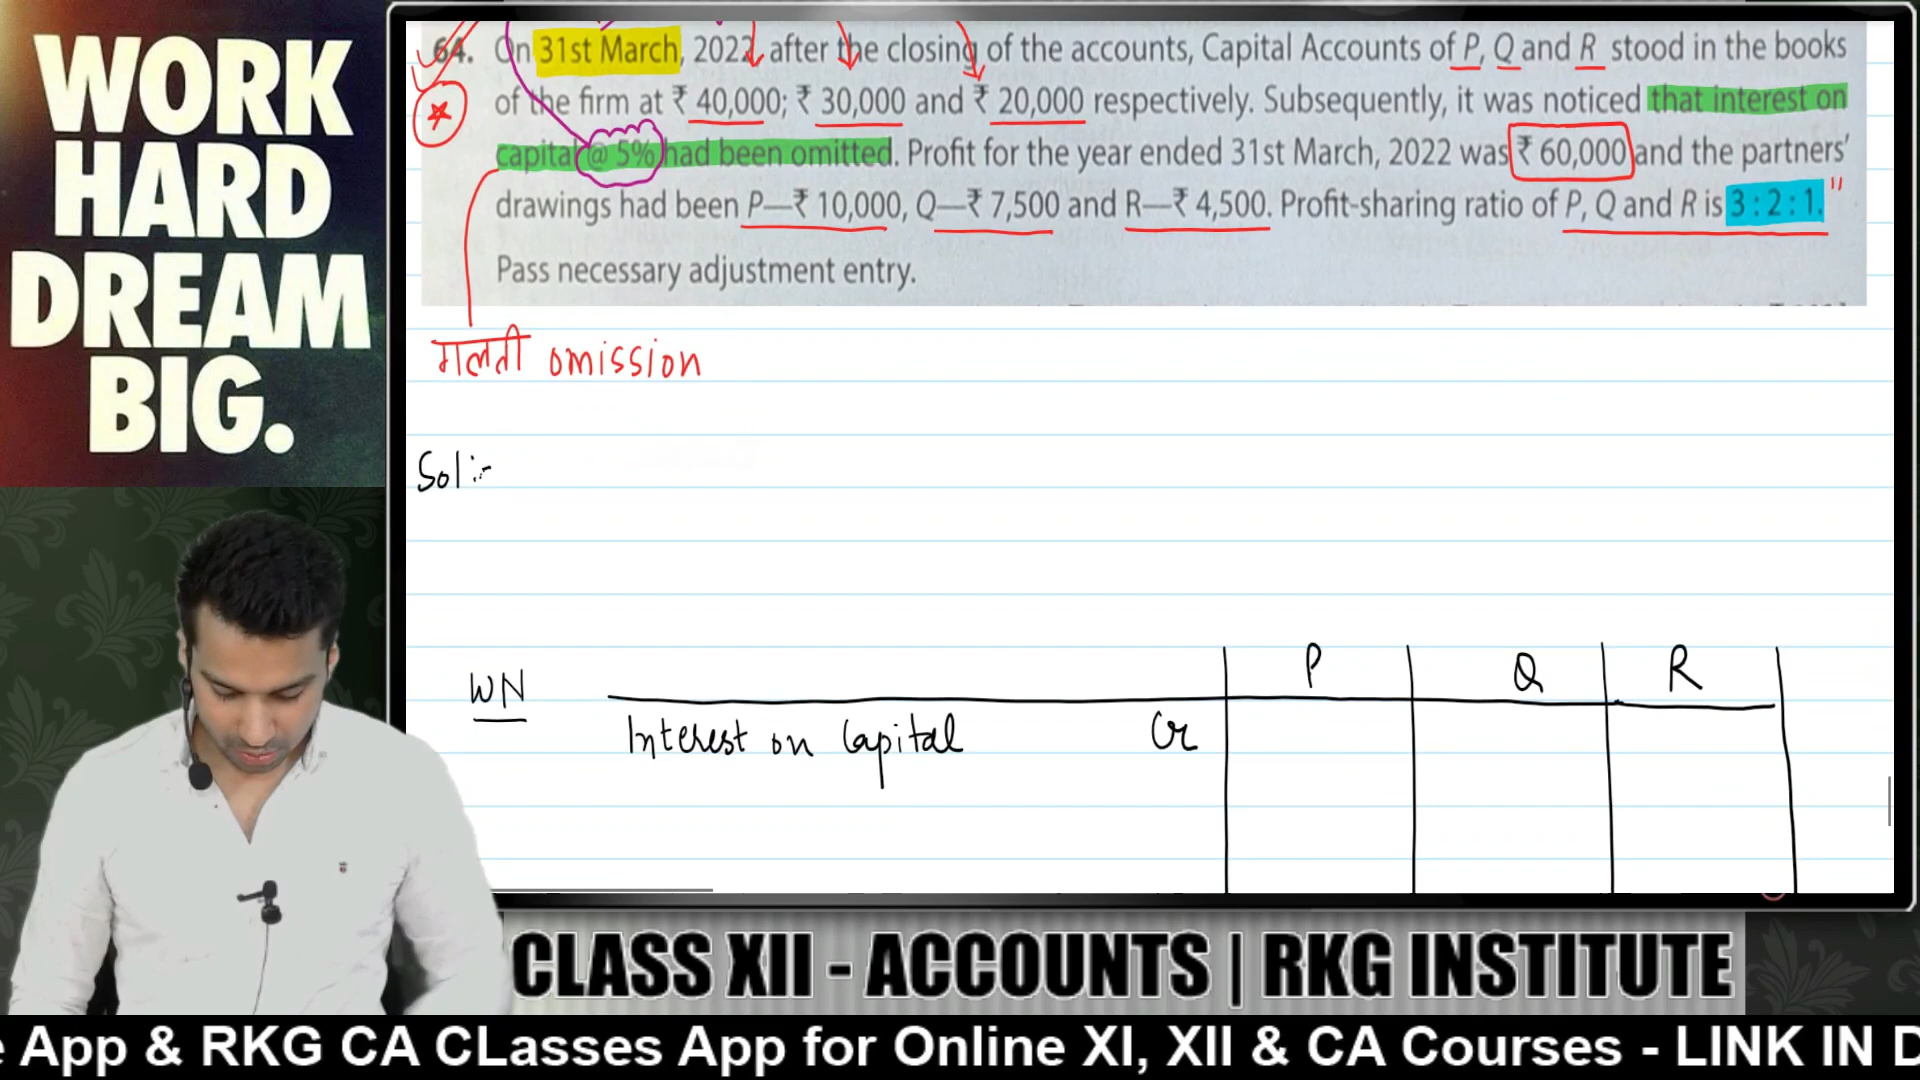 WORK
HARD
DREAM
BIG.
64. On 31st March, 2022, after the closing of the accounts, Capital Accounts of P, Q and R stood in the books
of the firm at ₹ 40,000; ₹ 30,000 and ₹ 20,000 respectively. Subsequently, it was noticed that interest on
capital @ 5% had been omitted. Profit for the year ended 31st March, 2022 was ₹ 60,000 and the partners'
drawings had been P—₹ 10,000, Q—₹ 7,500 and R—₹ 4,500. Profit-sharing ratio of P, Q and R is 3 : 2 : 1.
Pass necessary adjustment entry.
गलती omission
Sol :-
WN P Q R
Interest on Capital Cr
CLASS XII - ACCOUNTS | RKG INSTITUTE
e App & RKG CA CLasses App for Online XI, XII & CA Courses - LINK IN D